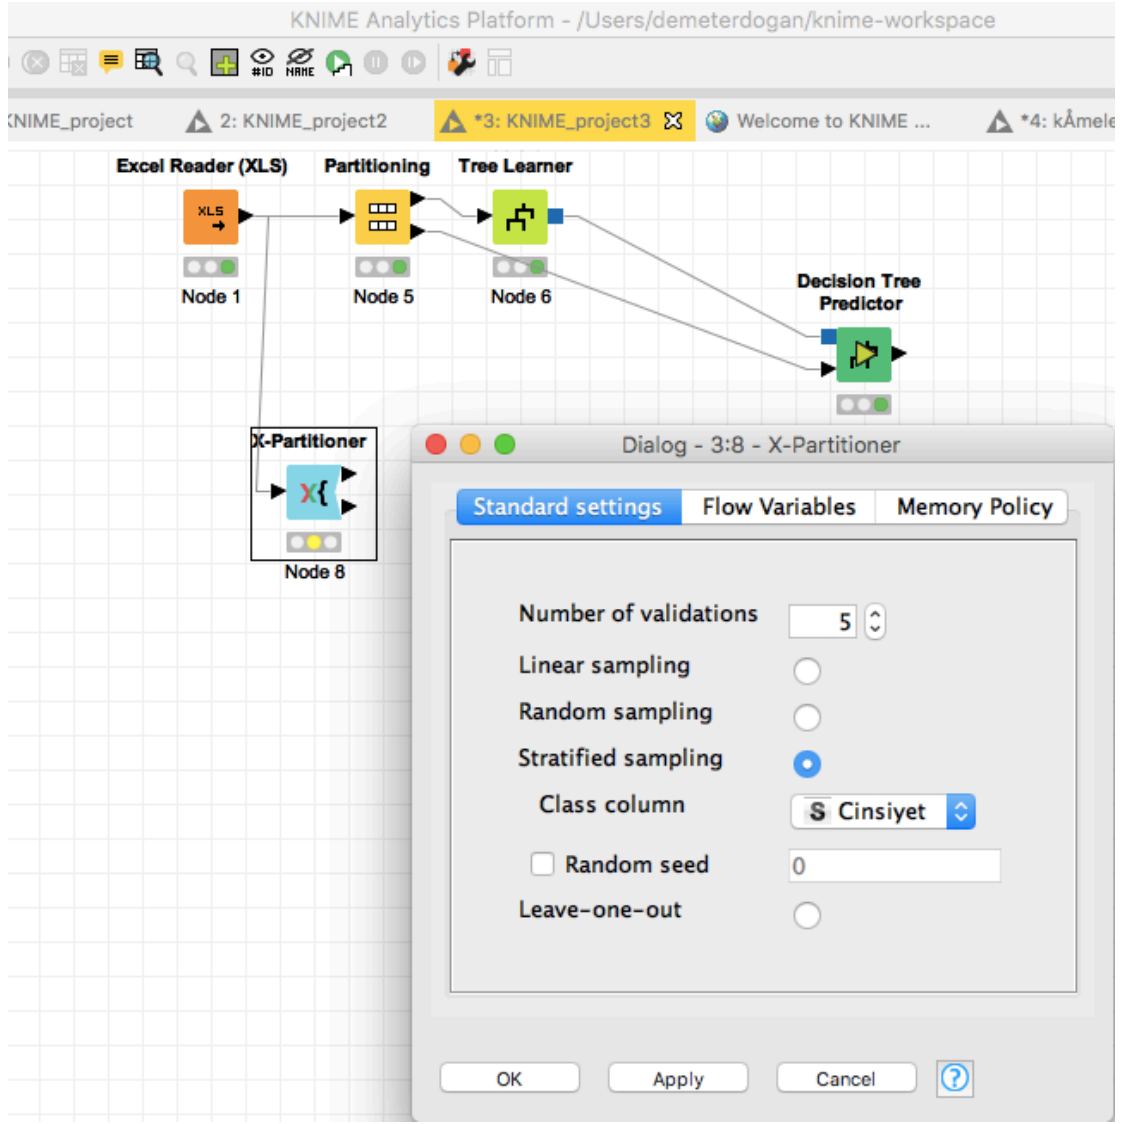 KNIME Analytics Platform - /Users/demeterdogan/knime-workspace
#ID
NAME
KNIME_project
2: KNIME_project2
*3: KNIME_project3
Welcome to KNIME ...
*4: kÅmele
Excel Reader (XLS)
Partitioning
Tree Learner
XLS
Node 1
Node 5
Node 6
Decision Tree
Predictor
X-Partitioner
X{
Node 8
Dialog - 3:8 - X-Partitioner
Standard settings
Flow Variables
Memory Policy
Number of validations
5
Linear sampling
Random sampling
Stratified sampling
Class column
S Cinsiyet
Random seed
0
Leave-one-out
OK
Apply
Cancel
?